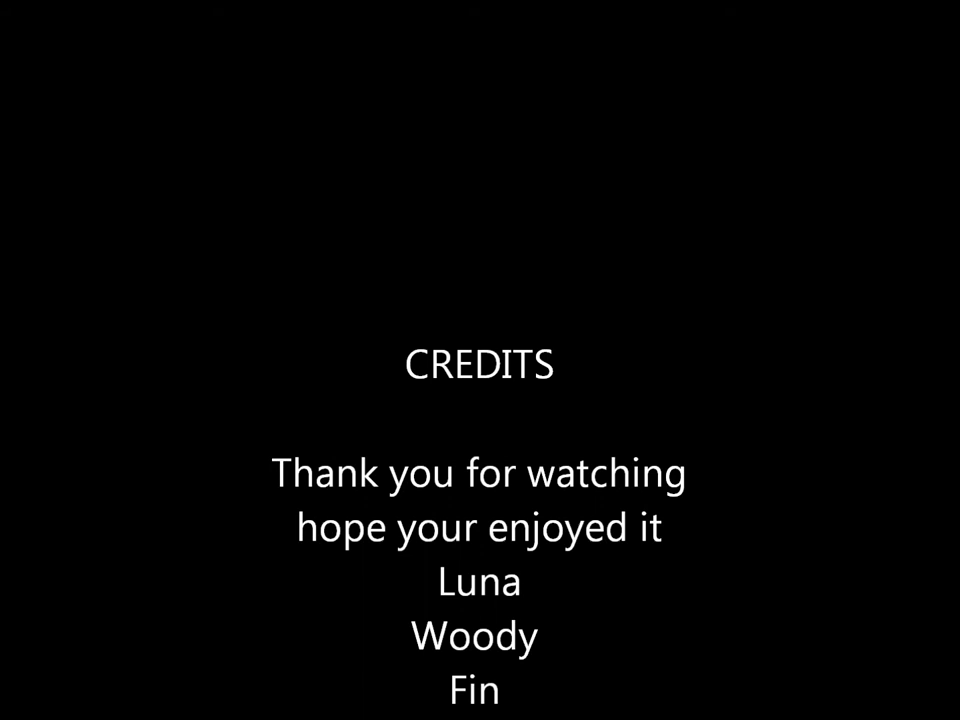 CREDITS
Thank you for watching
hope your enjoyed it
Luna
Woody
Fin